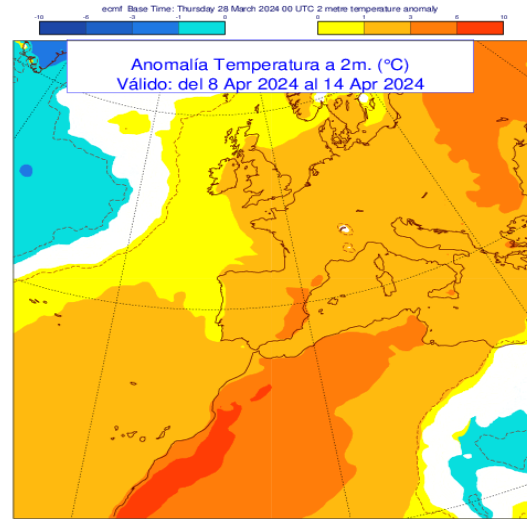 ecmf Base Time: Thursday 28 March 2024 00 UTC 2 metre temperature anomaly
-10 -6 -3 -1 0 0 1 3 6 10
Anomalía Temperatura a 2m. (°C)
Válido: del 8 Apr 2024 al 14 Apr 2024